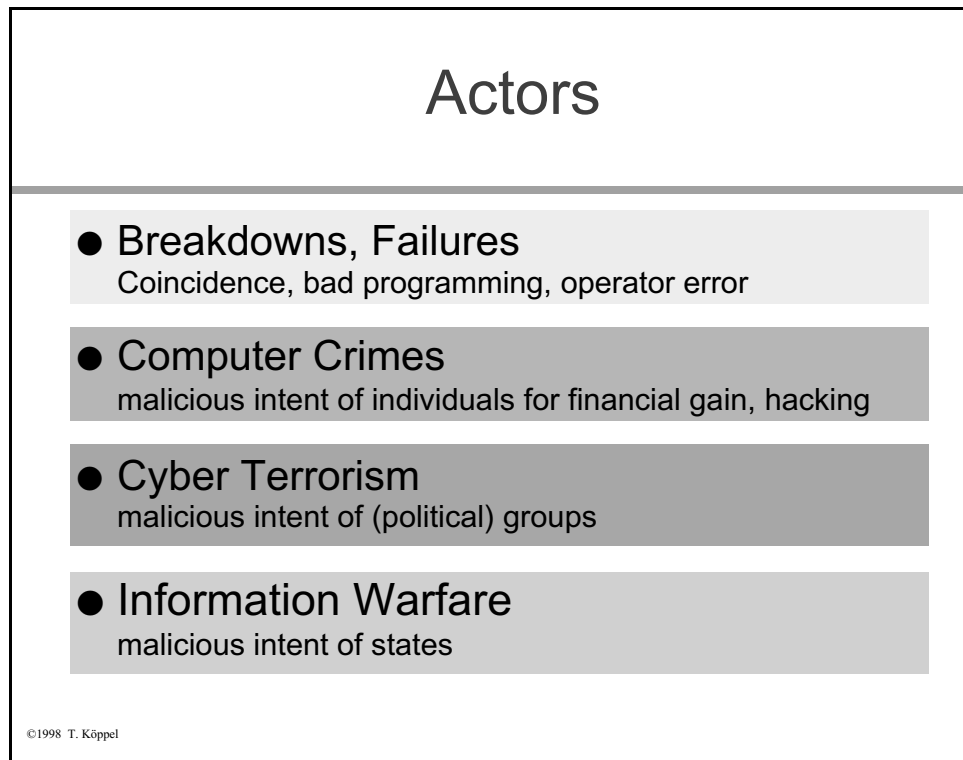 Actors
● Breakdowns, Failures
Coincidence, bad programming, operator error
● Computer Crimes
malicious intent of individuals for financial gain, hacking
● Cyber Terrorism
malicious intent of (political) groups
● Information Warfare
malicious intent of states
©1998 T. Köppel